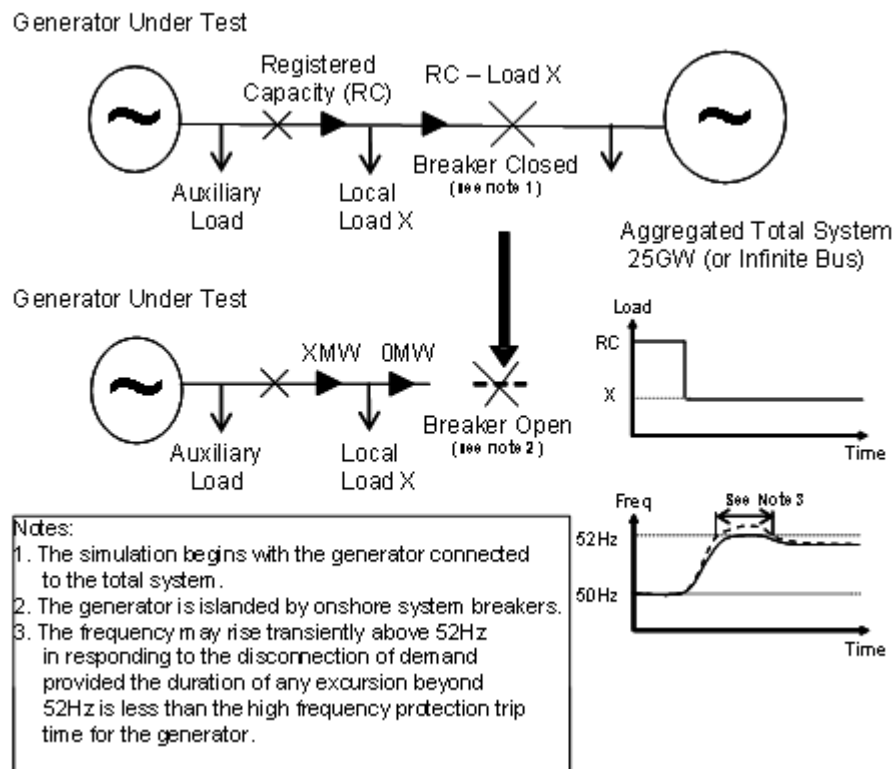 Generator Under Test
Registered
Capacity (RC)
RC – Load X
~
~
Auxiliary
Load
Local
Load X
Breaker Closed
(see note 1)
Aggregated Total System
25GW (or Infinite Bus)
Generator Under Test
~
XMW
0MW
Auxiliary
Load
Local
Load X
Breaker Open
(see note 2)
Load
RC
X
Time
Freq
See Note 3
52Hz
50Hz
Time
Notes:
1. The simulation begins with the generator connected
to the total system.
2. The generator is islanded by onshore system breakers.
3. The frequency may rise transiently above 52Hz
in responding to the disconnection of demand
provided the duration of any excursion beyond
52Hz is less than the high frequency protection trip
time for the generator.